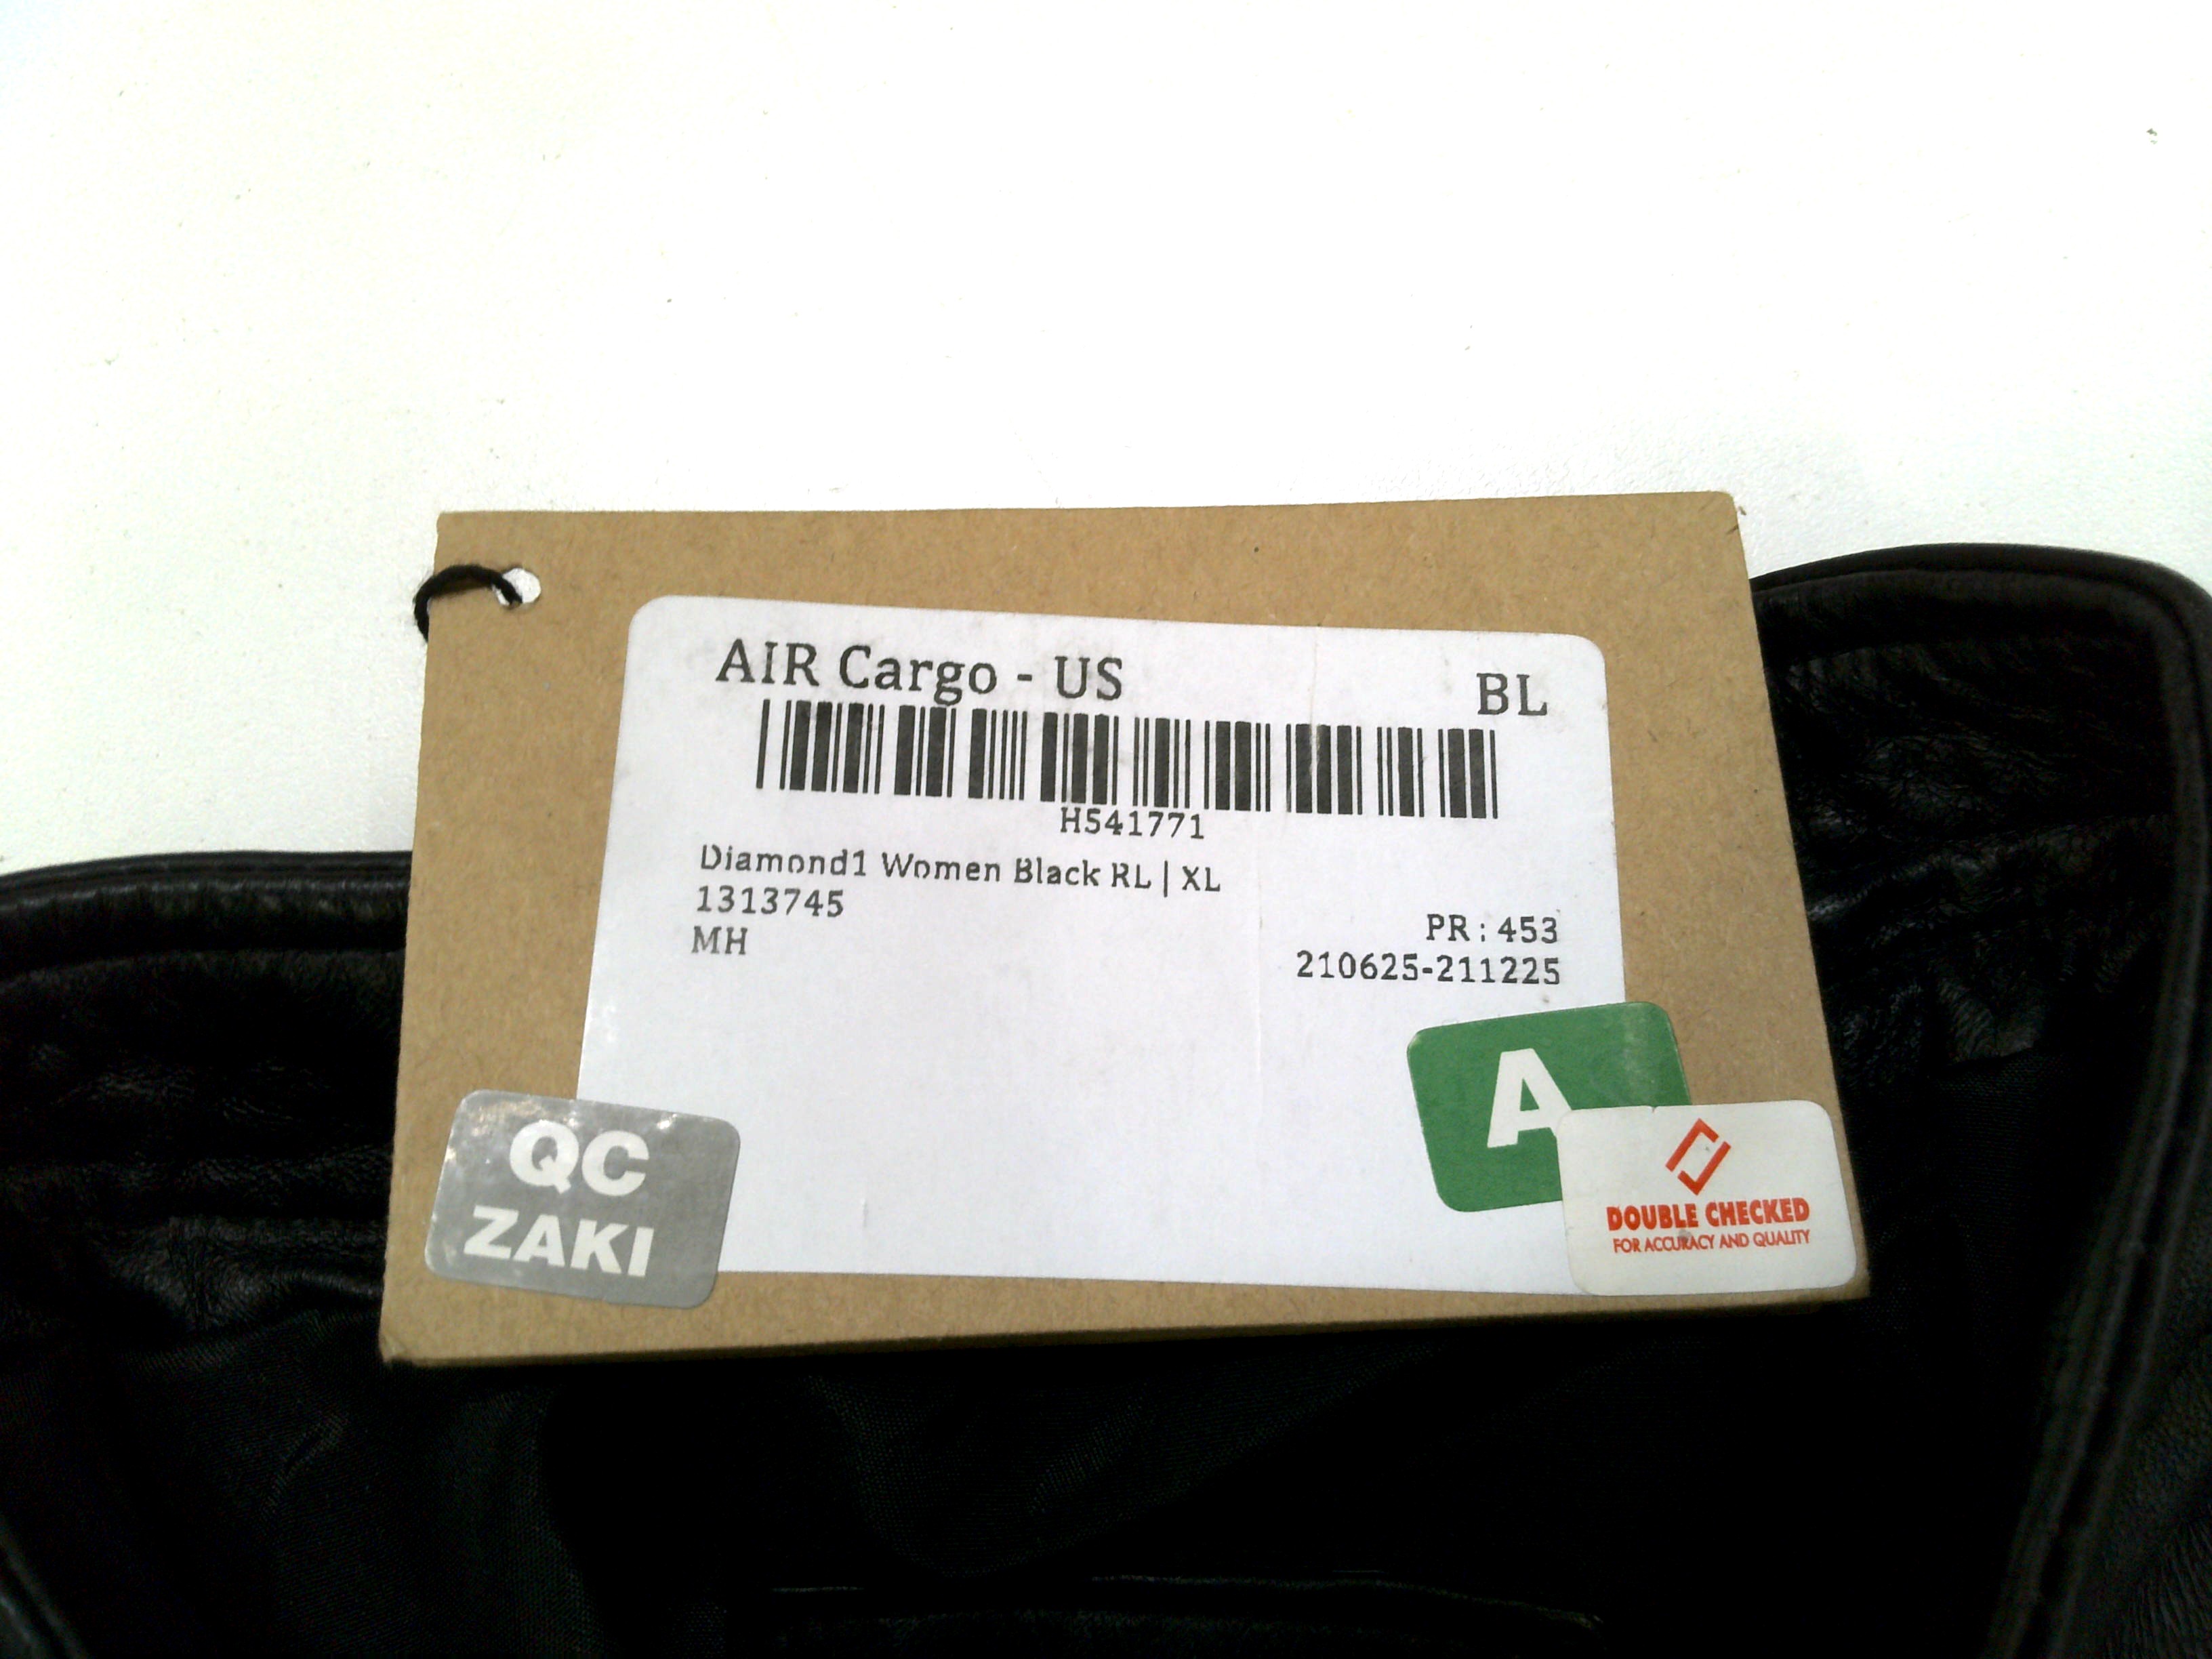 AIR Cargo - US BL
H541771
Diamond1 Women Black RL | XL
1313745
PR : 453
MH
210625-211225
A
QC
ZAKI
DOUBLE CHECKED
FOR ACCURACY AND QUALITY